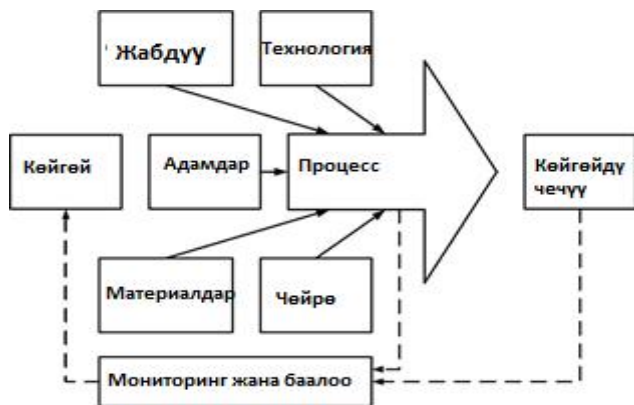 Жабдуу
Технология
Көйгөй
Адамдар
Процесс
Көйгөйдү
чечүү
Материалдар
Чөйрө
Мониторинг жана баалоо